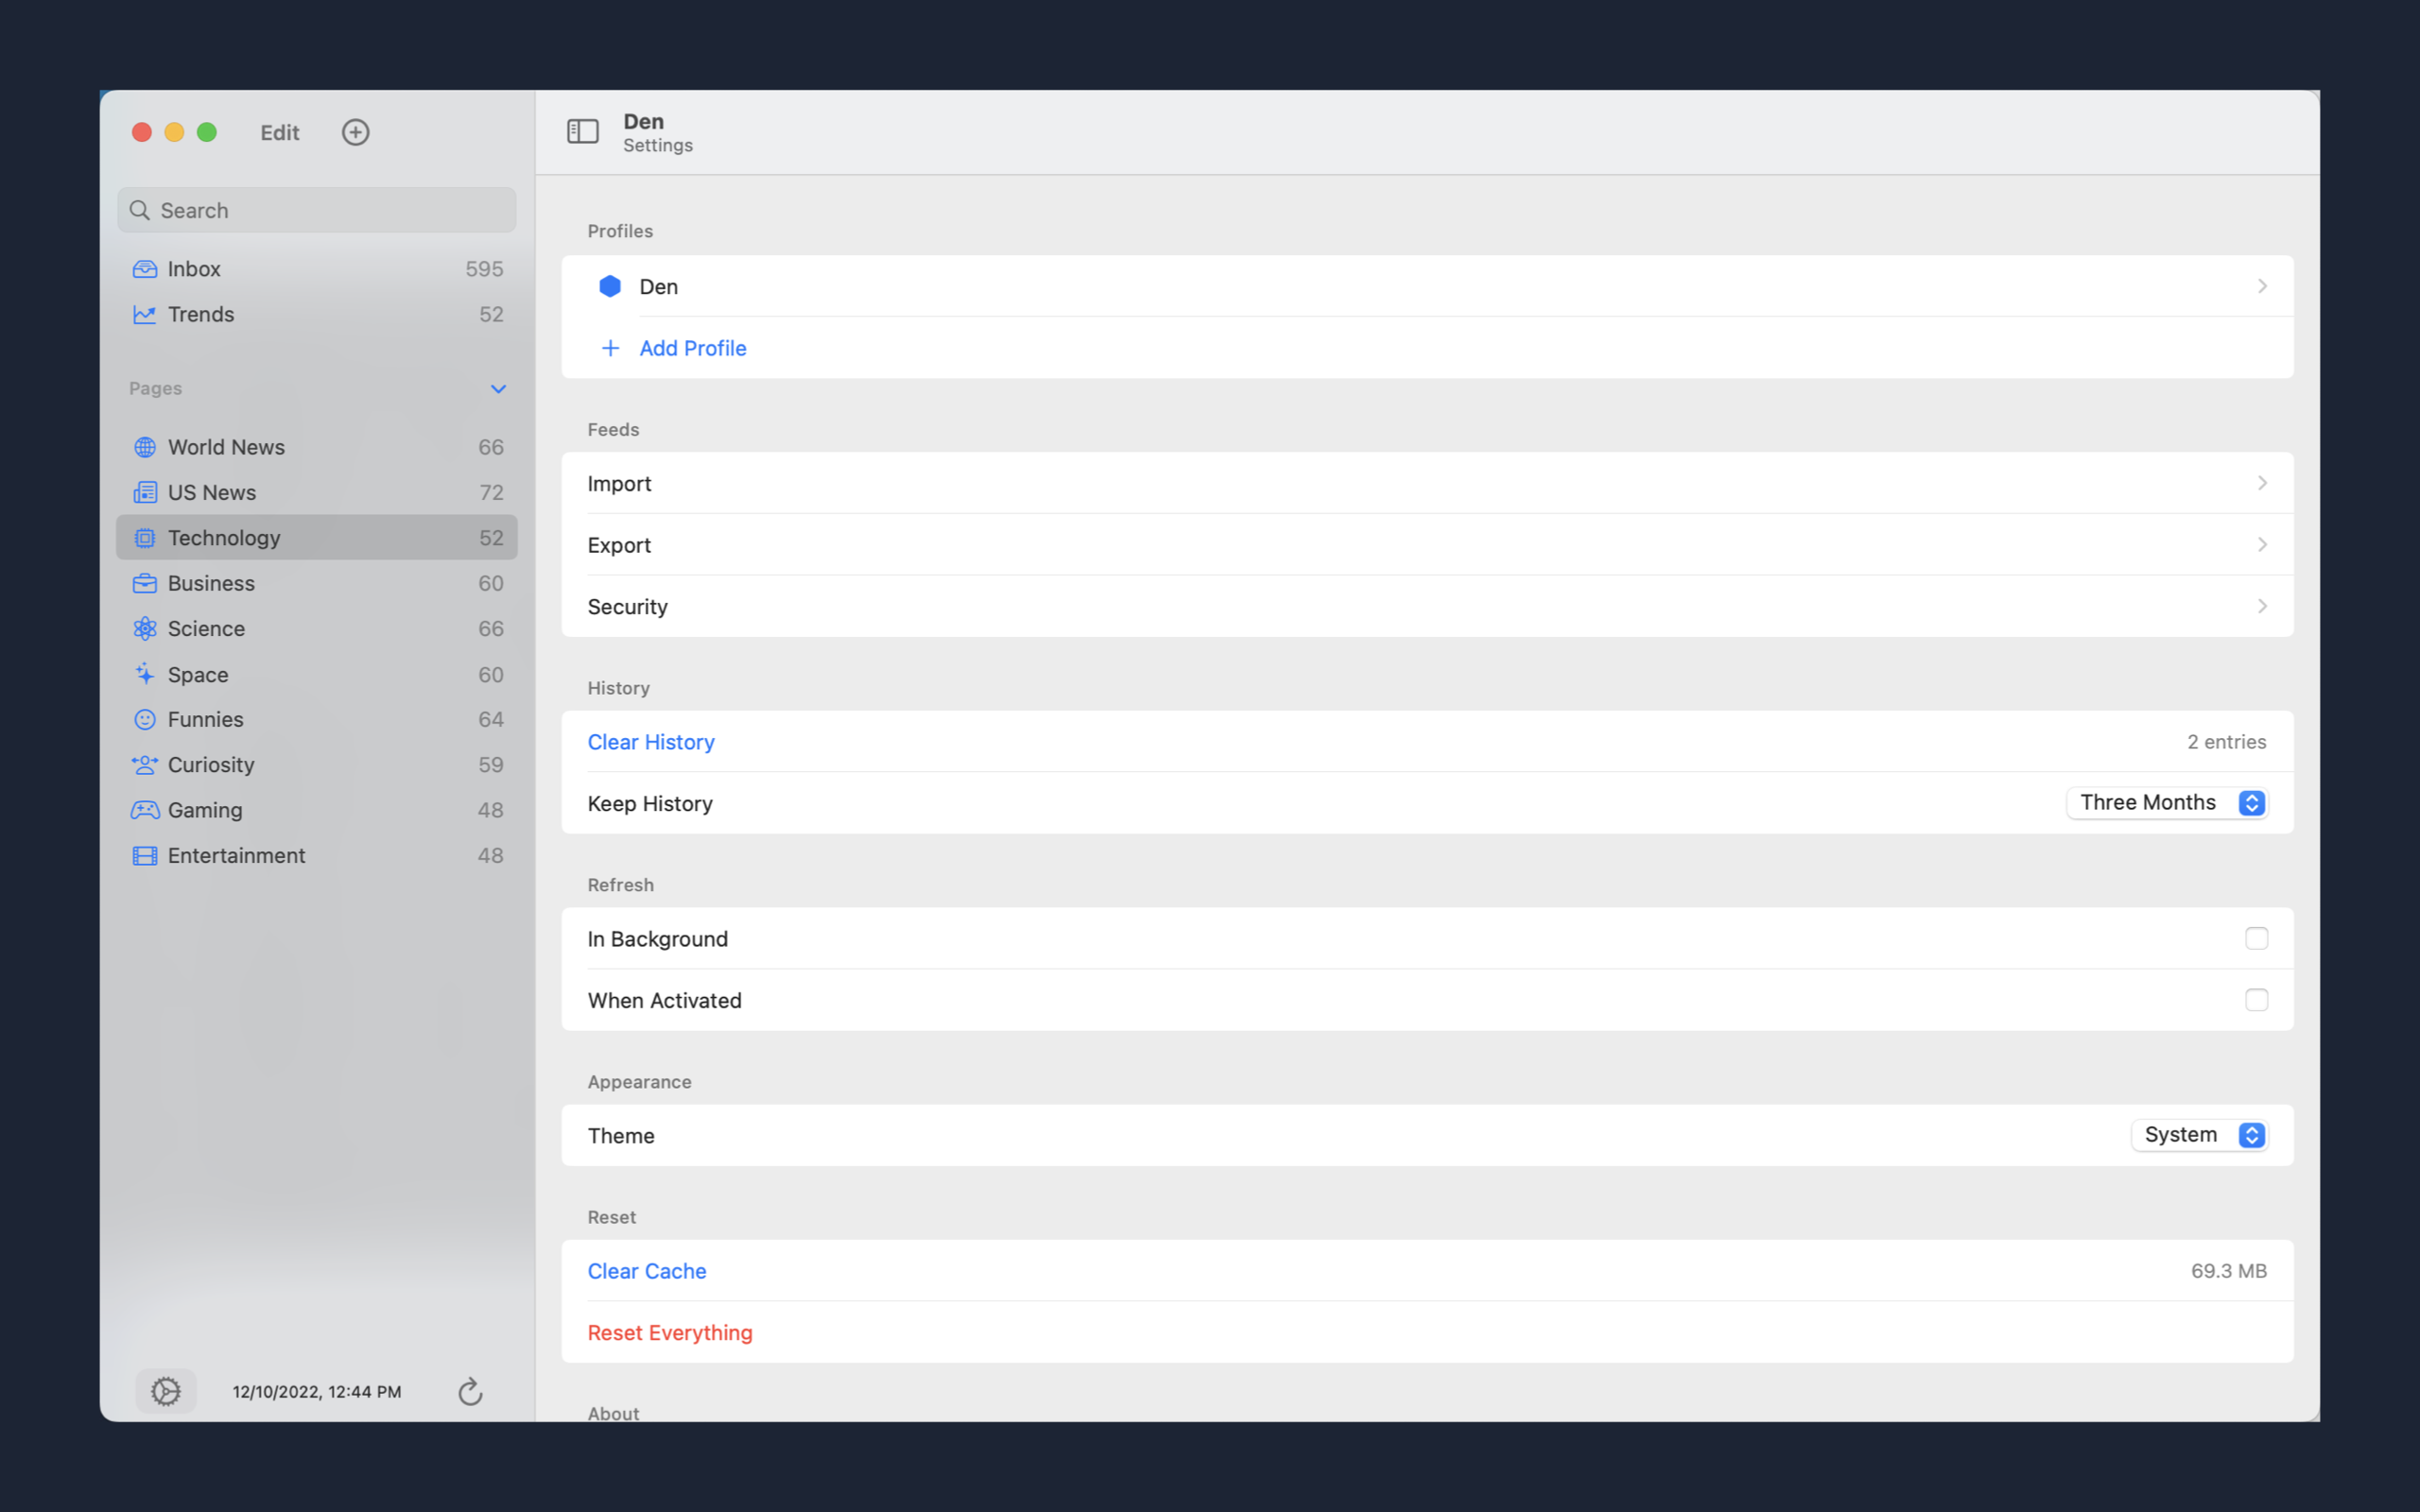 Edit
Search
Inbox 595
Trends 52
Pages
World News 66
US News 72
Technology 52
Business 60
Science 66
Space 60
Funnies 64
Curiosity 59
Gaming 48
Entertainment 48
12/10/2022, 12:44 PM
Den
Settings
Profiles
Den
Add Profile
Feeds
Import
Export
Security
History
Clear History 2 entries
Keep History Three Months
Refresh
In Background
When Activated
Appearance
Theme System
Reset
Clear Cache 69.3 MB
Reset Everything
About